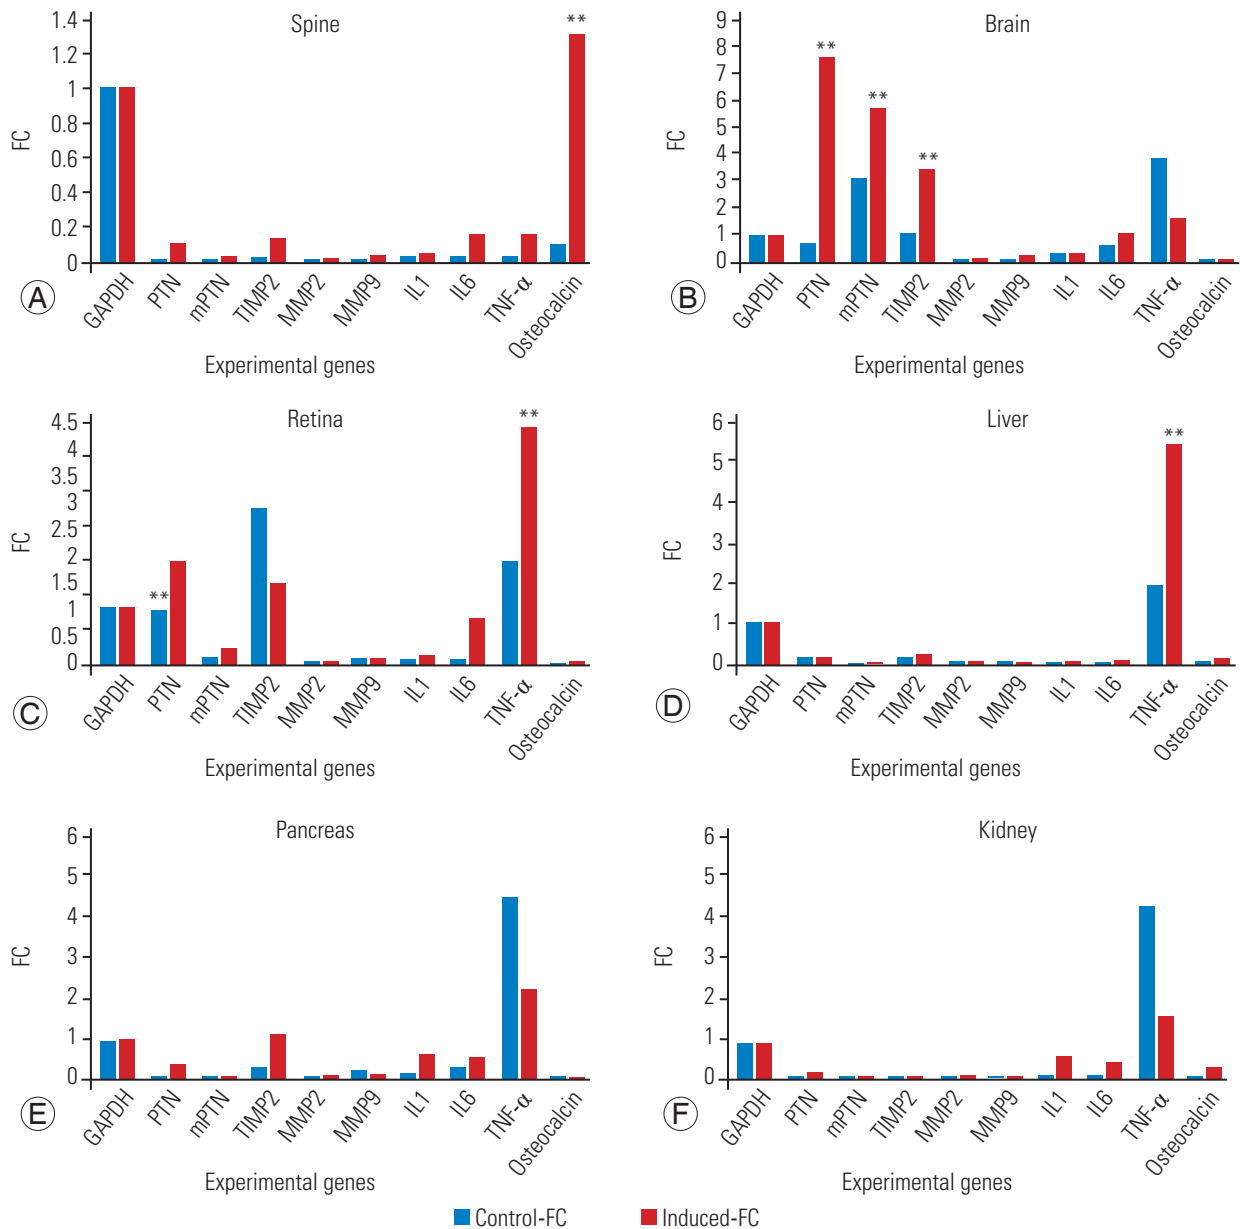 Spine
FC
1.4
1.2
1
0.8
0.6
0.4
0.2
0
**
GAPDH
PTN
mPTN
TIMP2
MMP2
MMP9
IL1
IL6
TNF-α
Osteocalcin
A
Experimental genes
Brain
FC
9
8
7
6
5
4
3
2
1
0
**
**
**
GAPDH
PTN
mPTN
TIMP2
MMP2
MMP9
IL1
IL6
TNF-α
Osteocalcin
B
Experimental genes
Retina
FC
4.5
4
3.5
3
2.5
2
1.5
1
0.5
0
**
**
GAPDH
PTN
mPTN
TIMP2
MMP2
MMP9
IL1
IL6
TNF-α
Osteocalcin
C
Experimental genes
Liver
FC
6
5
4
3
2
1
0
**
GAPDH
PTN
mPTN
TIMP2
MMP2
MMP9
IL1
IL6
TNF-α
Osteocalcin
D
Experimental genes
Pancreas
FC
6
5
4
3
2
1
0
GAPDH
PTN
mPTN
TIMP2
MMP2
MMP9
IL1
IL6
TNF-α
Osteocalcin
E
Experimental genes
Kidney
FC
6
5
4
3
2
1
0
GAPDH
PTN
mPTN
TIMP2
MMP2
MMP9
IL1
IL6
TNF-α
Osteocalcin
F
Experimental genes
Control-FC
Induced-FC